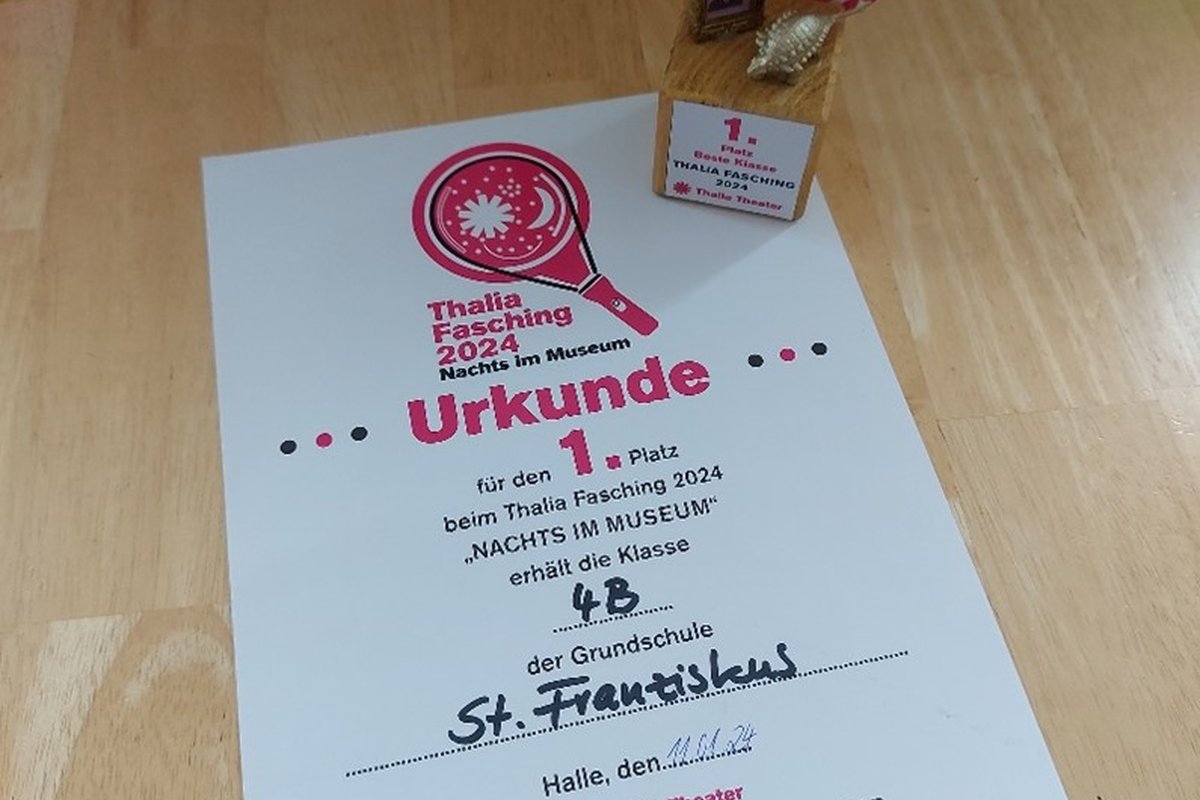 1.
Platz
Beste Klasse
THALIA FASCHING
2024
Thalia Theater
Thalia
Fasching
2024
Nachts im Museum
Urkunde
für den 1. Platz
beim Thalia Fasching 2024
„NACHTS IM MUSEUM“
erhält die Klasse
4B
der Grundschule
St. Franziskus
Halle, den 11.01.24
Theater